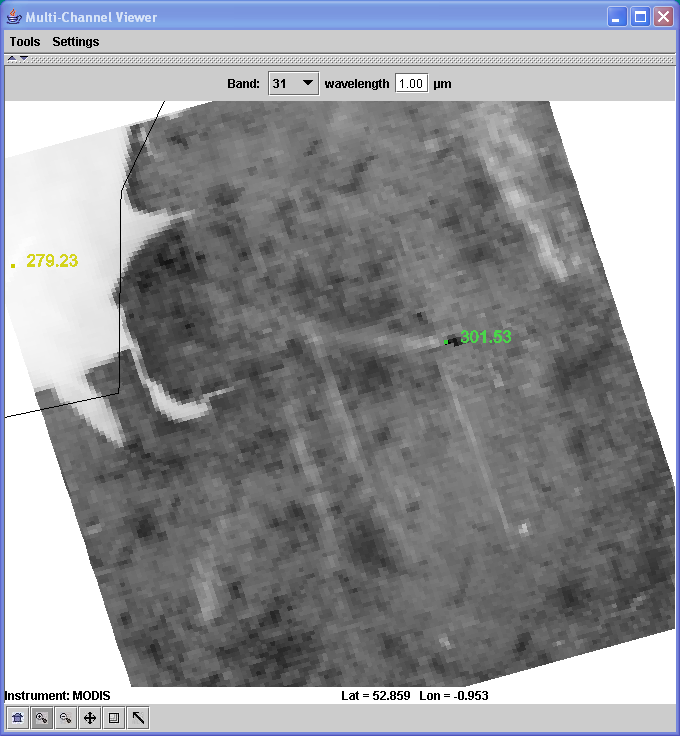 Multi-Channel Viewer
Tools Settings
Band: 31 wavelength 1.00 µm
279.23
301.53
Instrument: MODIS Lat = 52.859 Lon = -0.953